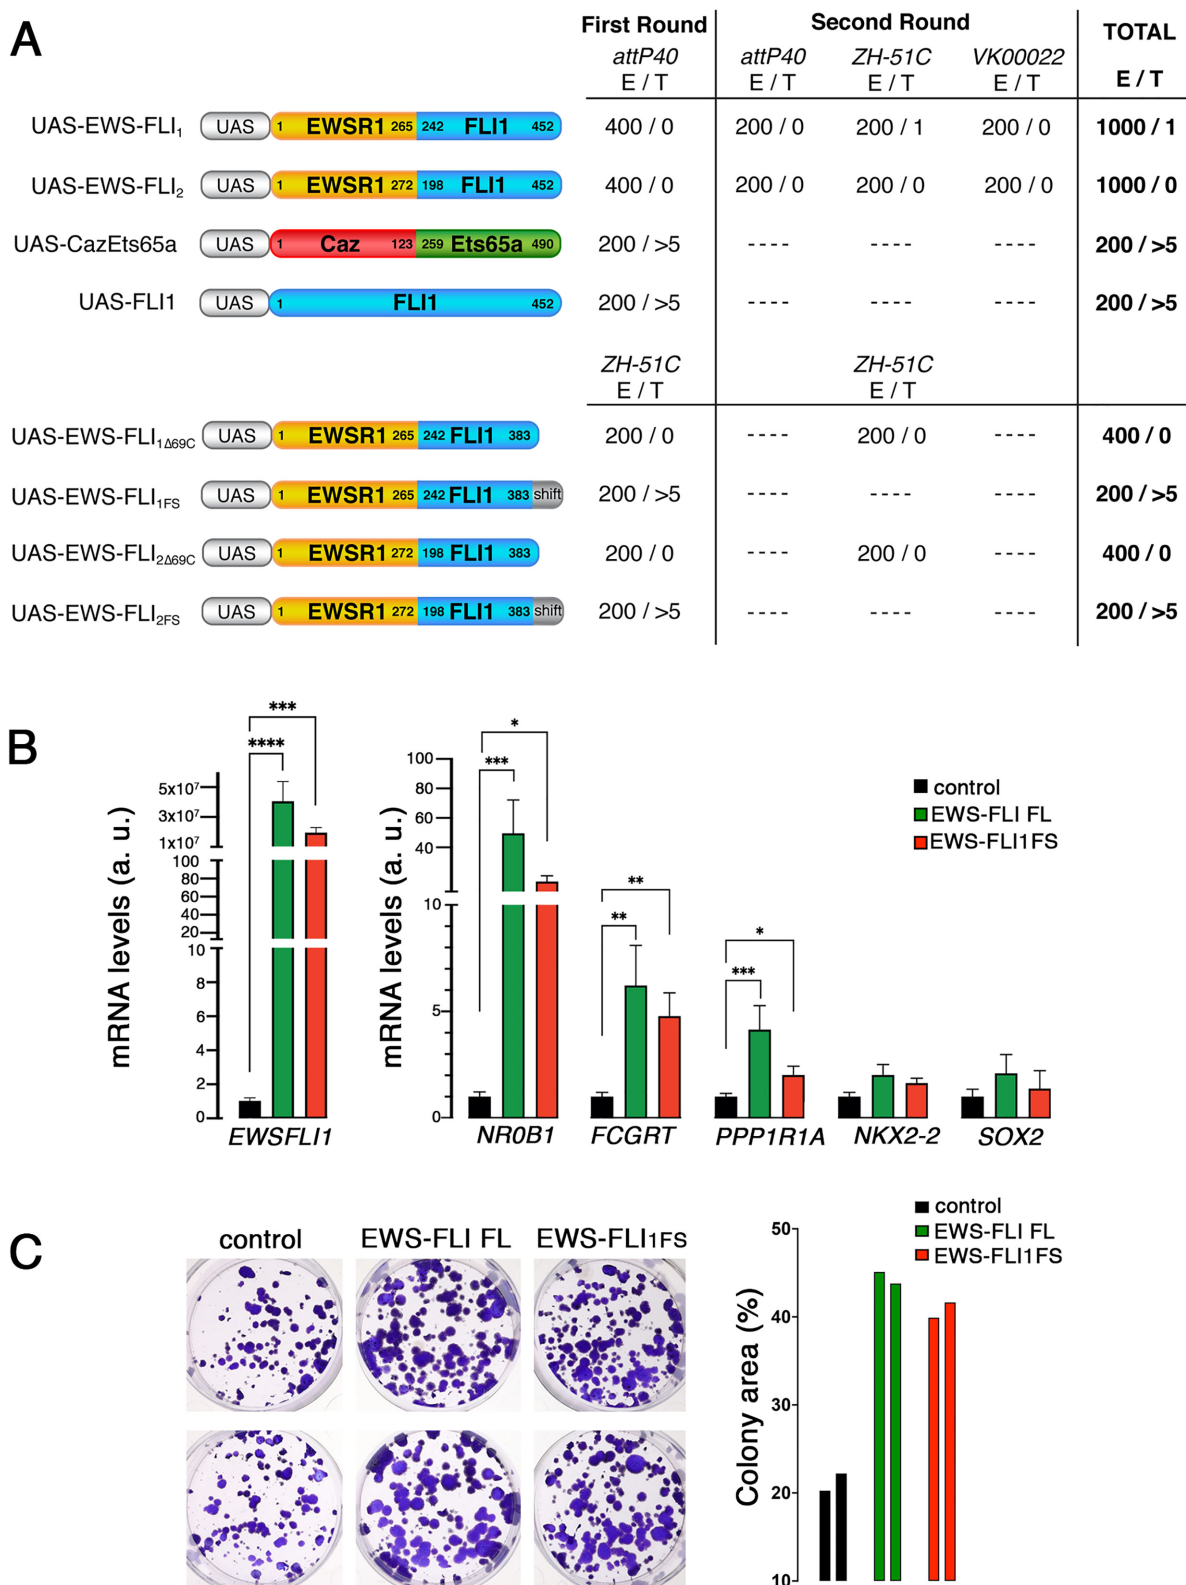 A
First Round
Second Round
TOTAL
attP40
attP40
ZH-51C
VK00022
E / T
E / T
E / T
E / T
E / T
UAS-EWS-FLI1 UAS 1 EWSR1 265 242 FLI1 452 400 / 0 200 / 0 200 / 1 200 / 0 1000 / 1
UAS-EWS-FLI2 UAS 1 EWSR1 272 198 FLI1 452 400 / 0 200 / 0 200 / 0 200 / 0 1000 / 0
UAS-CazEts65a UAS 1 Caz 123 259 Ets65a 490 200 / >5 ---- ---- ---- 200 / >5
UAS-FLI1 UAS 1 FLI1 452 200 / >5 ---- ---- ---- 200 / >5
ZH-51C ZH-51C
E / T E / T
UAS-EWS-FLI1Δ69C UAS 1 EWSR1 265 242 FLI1 383 200 / 0 ---- 200 / 0 ---- 400 / 0
UAS-EWS-FLI1FS UAS 1 EWSR1 265 242 FLI1 383 shift 200 / >5 ---- ---- ---- 200 / >5
UAS-EWS-FLI2Δ69C UAS 1 EWSR1 272 198 FLI1 383 200 / 0 ---- 200 / 0 ---- 400 / 0
UAS-EWS-FLI2FS UAS 1 EWSR1 272 198 FLI1 383 shift 200 / >5 ---- ---- ---- 200 / >5
B
mRNA levels (a. u.)
5x10⁷
3x10⁷
1x10⁷
100
80
60
40
20
10
8
6
4
2
0
***
****
EWSFLI1
mRNA levels (a. u.)
100
80
60
40
10
5
0
*
***
**
**
*
***
NR0B1
FCGRT
PPP1R1A
NKX2-2
SOX2
control
EWS-FLI FL
EWS-FLI1FS
C
control
EWS-FLI FL
EWS-FLI1FS
Colony area (%)
50
40
30
20
10
control
EWS-FLI FL
EWS-FLI1FS